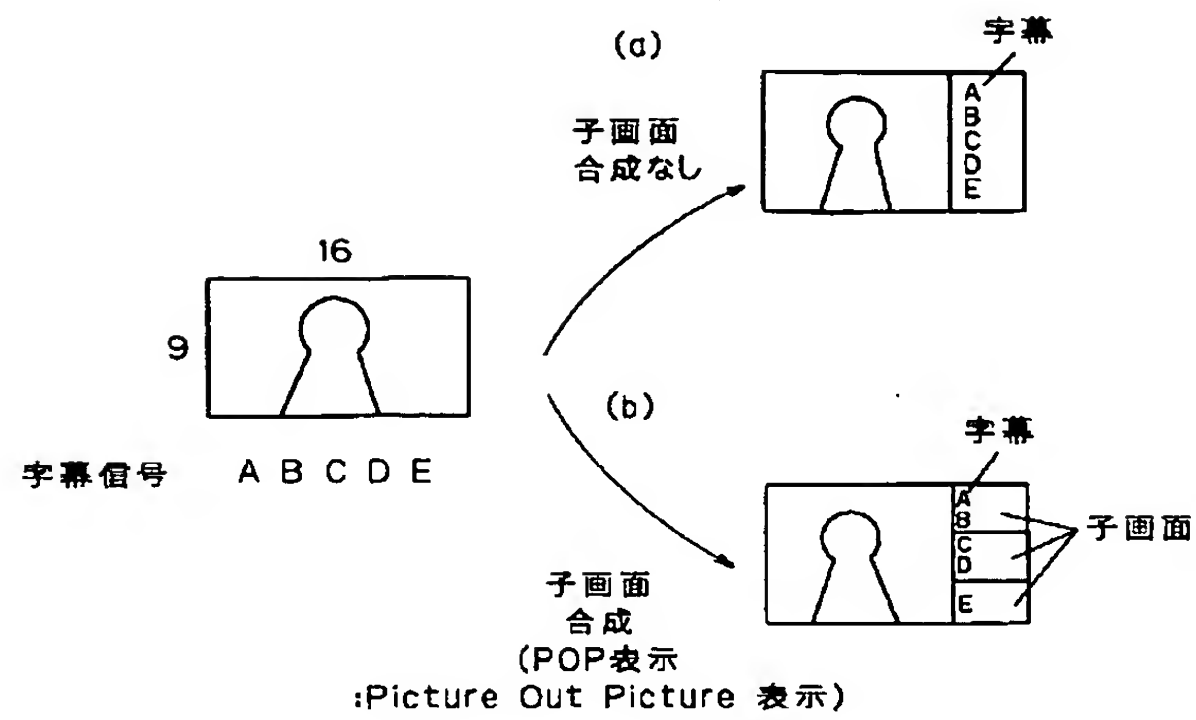 (a)
字幕
子画面
合成なし
A
B
C
D
E
16
9
字幕信号 A B C D E
(b)
字幕
A
B
C
D
E
子画面
子画面
合成
(POP表示
:Picture Out Picture 表示)